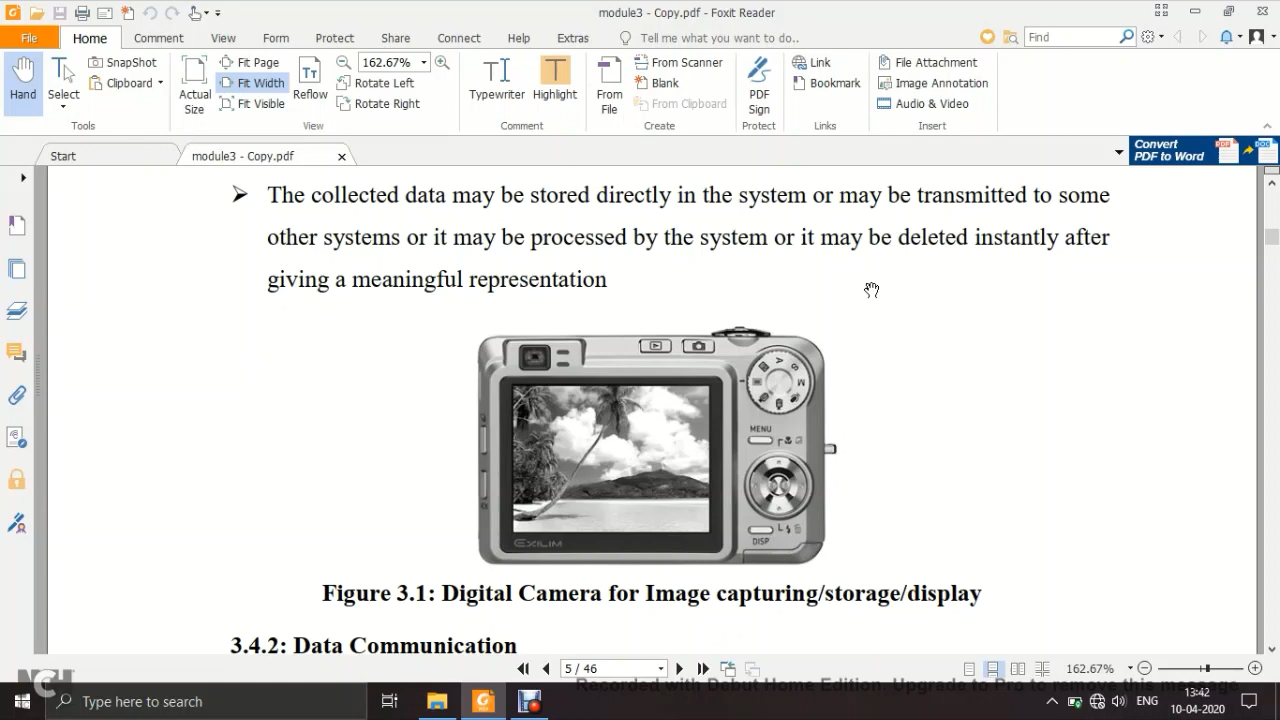 module3 - Copy.pdf - Foxit Reader
File Home Comment View Form Protect Share Connect Help Extras Tell me what you want to do.. Find
Hand
Select
SnapShot
Clipboard
Tools
Actual Size
Fit Page
Fit Width
Fit Visible
Reflow
162.67%
Rotate Left
Rotate Right
View
Typewriter
Highlight
Comment
From File
From Scanner
Blank
From Clipboard
Create
PDF Sign
Protect
Link
Bookmark
Links
File Attachment
Image Annotation
Audio & Video
Insert
Start
module3 - Copy.pdf
Convert
PDF to Word
➢ The collected data may be stored directly in the system or may be transmitted to some
other systems or it may be processed by the system or it may be deleted instantly after
giving a meaningful representation
MENU
DISP
EXILIM
Figure 3.1: Digital Camera for Image capturing/storage/display
3.4.2: Data Communication
5 / 46
162.67%
NCH
Recorded with Debut Home Edition. Upgrade to Pro to remove this message
Type here to search
ENG
13:42
10-04-2020